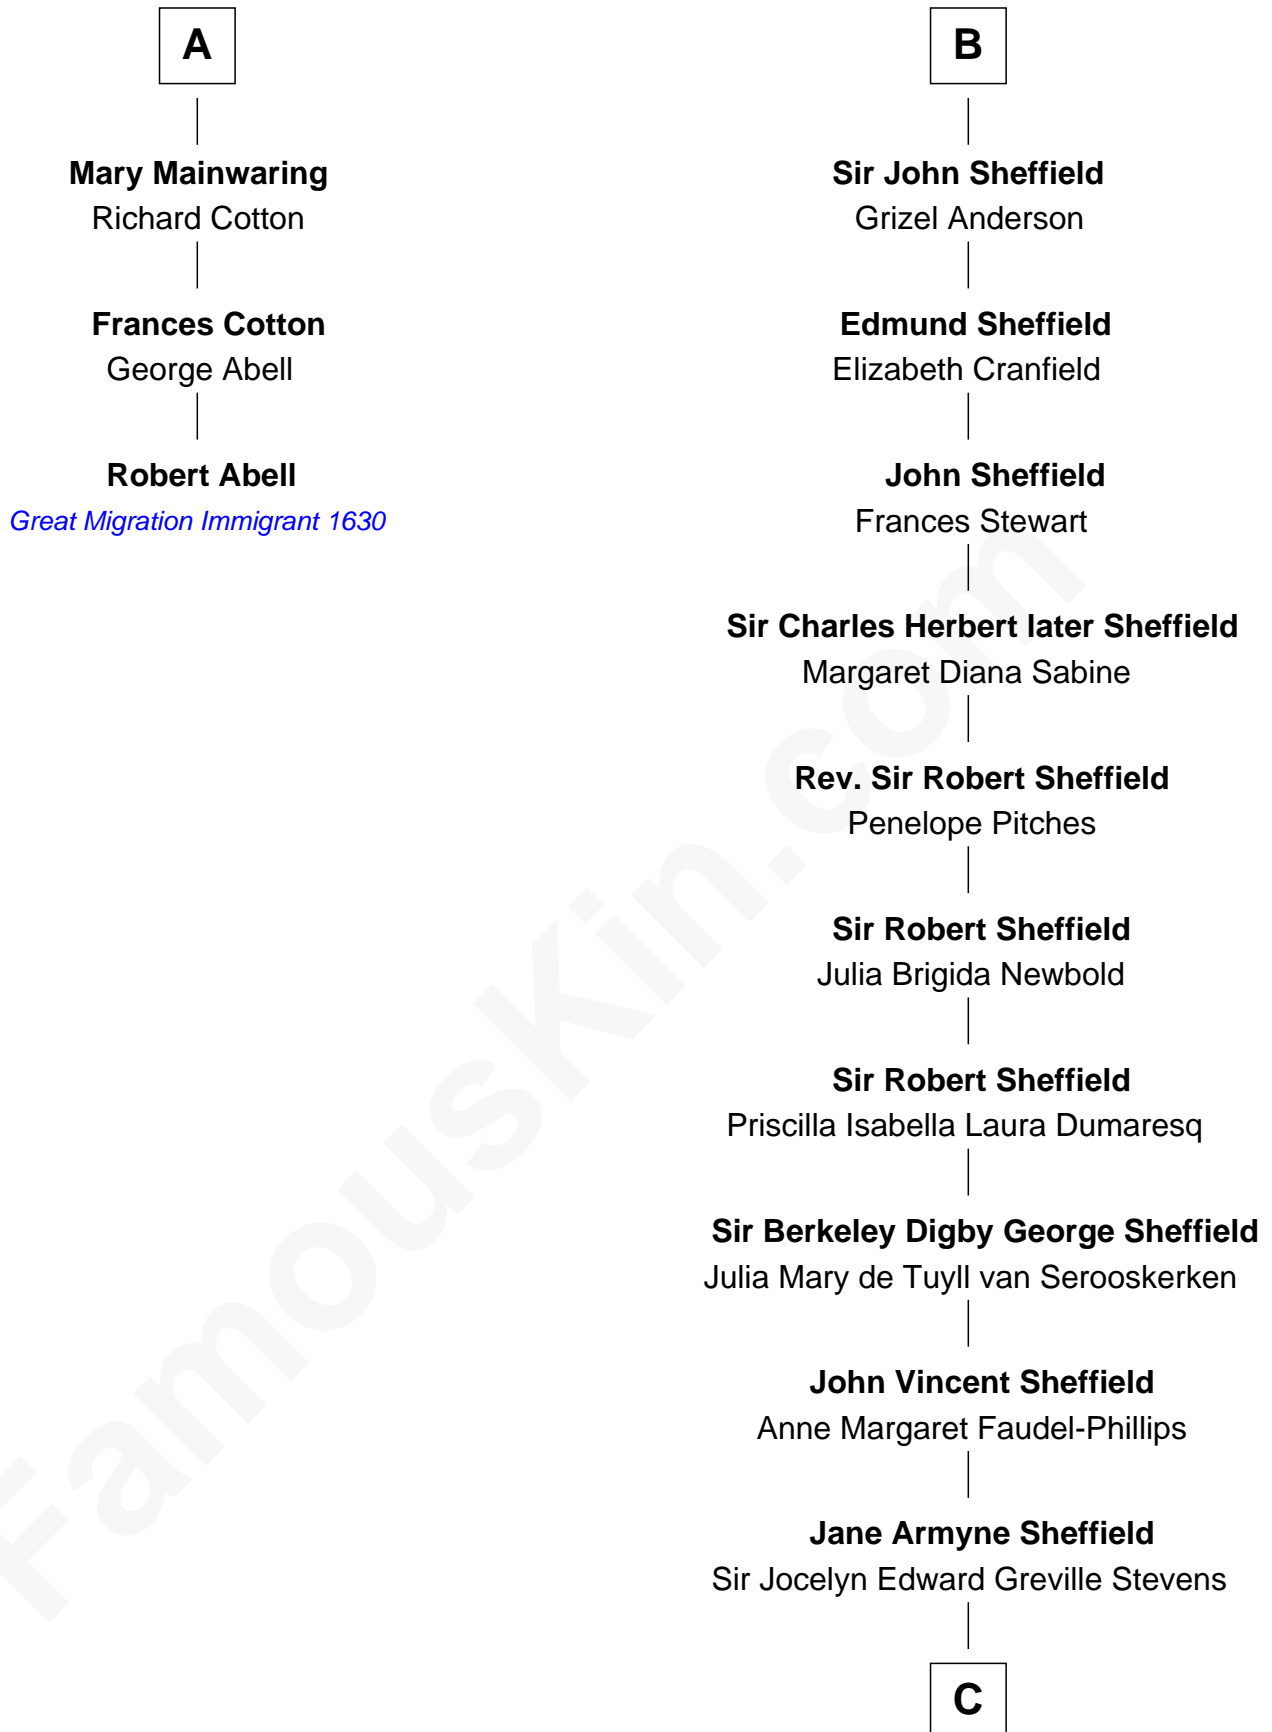 A
Mary Mainwaring
Richard Cotton
Frances Cotton
George Abell
Robert Abell
Great Migration Immigrant 1630
B
Sir John Sheffield
Grizel Anderson
Edmund Sheffield
Elizabeth Cranfield
John Sheffield
Frances Stewart
Sir Charles Herbert later Sheffield
Margaret Diana Sabine
Rev. Sir Robert Sheffield
Penelope Pitches
Sir Robert Sheffield
Julia Brigida Newbold
Sir Robert Sheffield
Priscilla Isabella Laura Dumaresq
Sir Berkeley Digby George Sheffield
Julia Mary de Tuyll van Serooskerken
John Vincent Sheffield
Anne Margaret Faudel-Phillips
Jane Armyne Sheffield
Sir Jocelyn Edward Greville Stevens
C
FamousKin.com